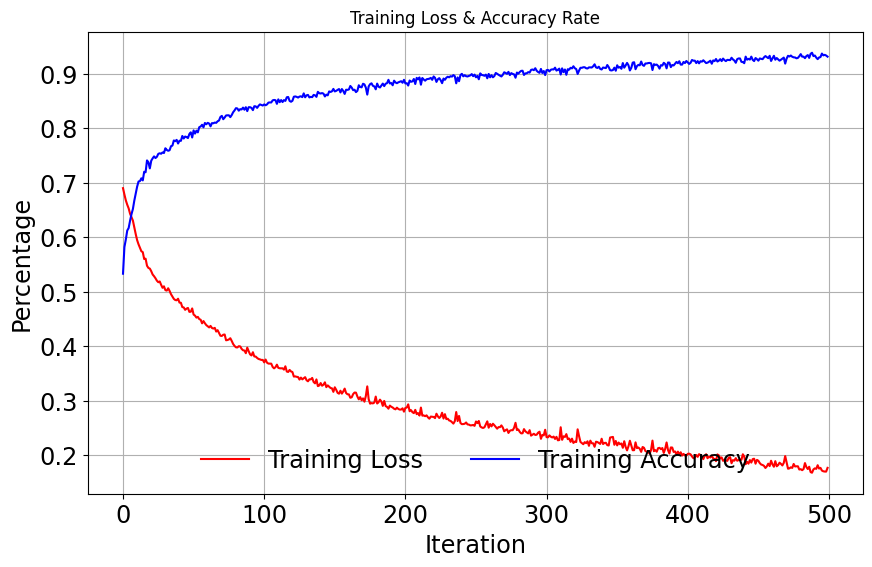 Training Loss & Accuracy Rate
0.9
0.8
0.7
0.6
0.5
0.4
0.3
0.2
Percentage
Training Loss
Training Accuracy
0
100
200
300
400
500
Iteration